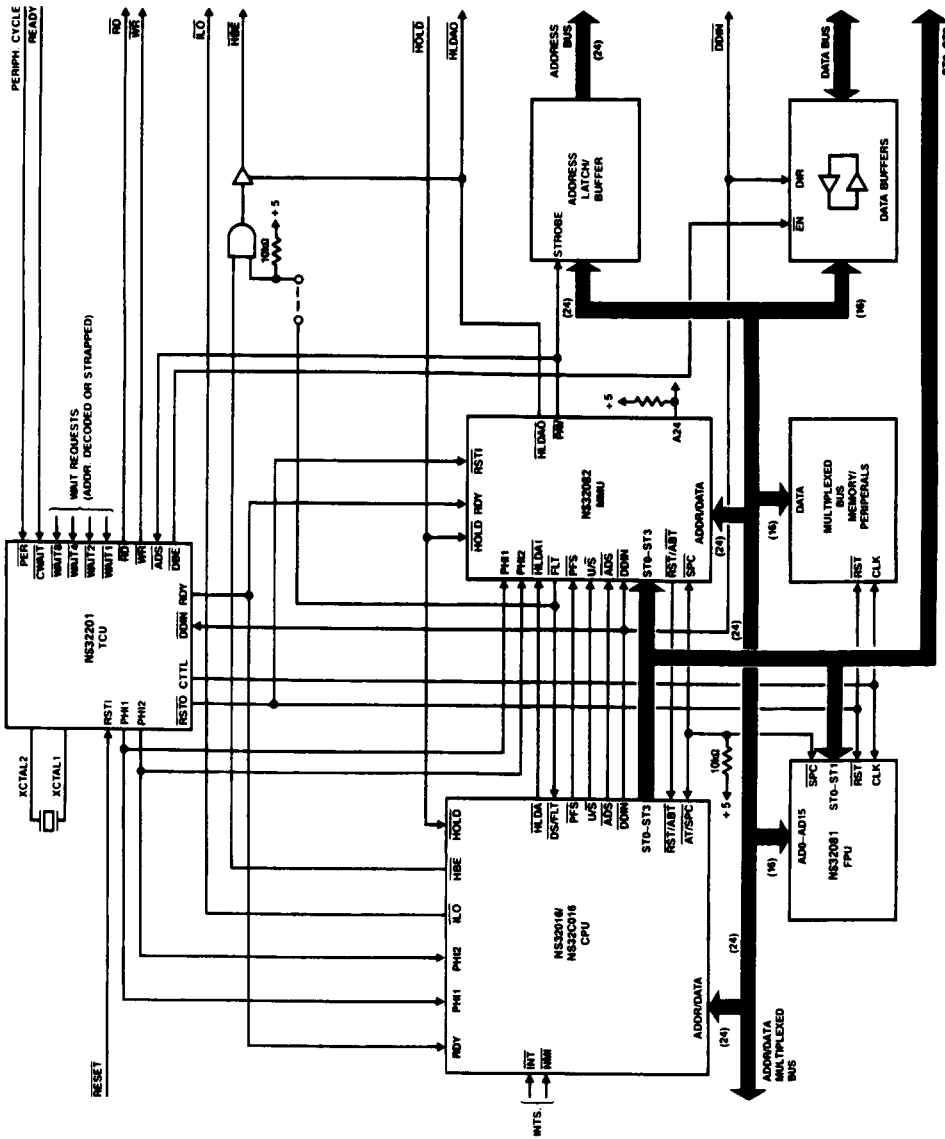 PERIPH CYCLE
READY
RD
WR
ILO
HBE
HOLD
HLDAO
ADDRESS
BUS
(24)
DDIN
DATA BUS
WAIT REQUESTS
(ADDR. DECODED OR STRAPPED)
10kΩ
+5
ADDRESS
LATCH/
BUFFER
STROBE
DIR
EN
DATA BUFFERS
(24)
(16)
PER
CWAIT
WAIT8
WAIT4
WAIT2
WAIT1
RD
WR
ADS
DBE
NS32201
TCU
RSTI
PHI1
PHI2
RSTO
CTTL
DDIN
RDY
XCTAL2
XCTAL1
RESET
HLDAO
PAV
+5
A24
NS32082
MMU
RSTI
RDY
HOLD
PHI1
PHI2
HLDAI
FLT
PFS
U/S
ADS
DDIN
ST0-ST3
RST/ABT
SPC
ADDR/DATA
(24)
DATA
(16)
MULTIPLEXED
BUS
MEMORY/
PERIPERALS
RST
CLK
(24)
HOLD
HBE
ILO
PHI2
PHI1
RDY
NS32016/
NS32C016
CPU
HLDA
DS/FLT
PFS
U/S
ADS
DDIN
ST0-ST3
RST/ABT
AT/SPC
ADDR/DATA
INT
NMI
INTS.
+5
10kΩ
SPC
ST0-ST1
RST
CLK
AD0-AD15
NS32081
FPU
(16)
(24)
(24)
ADDR/DATA
MULTIPLEXED
BUS